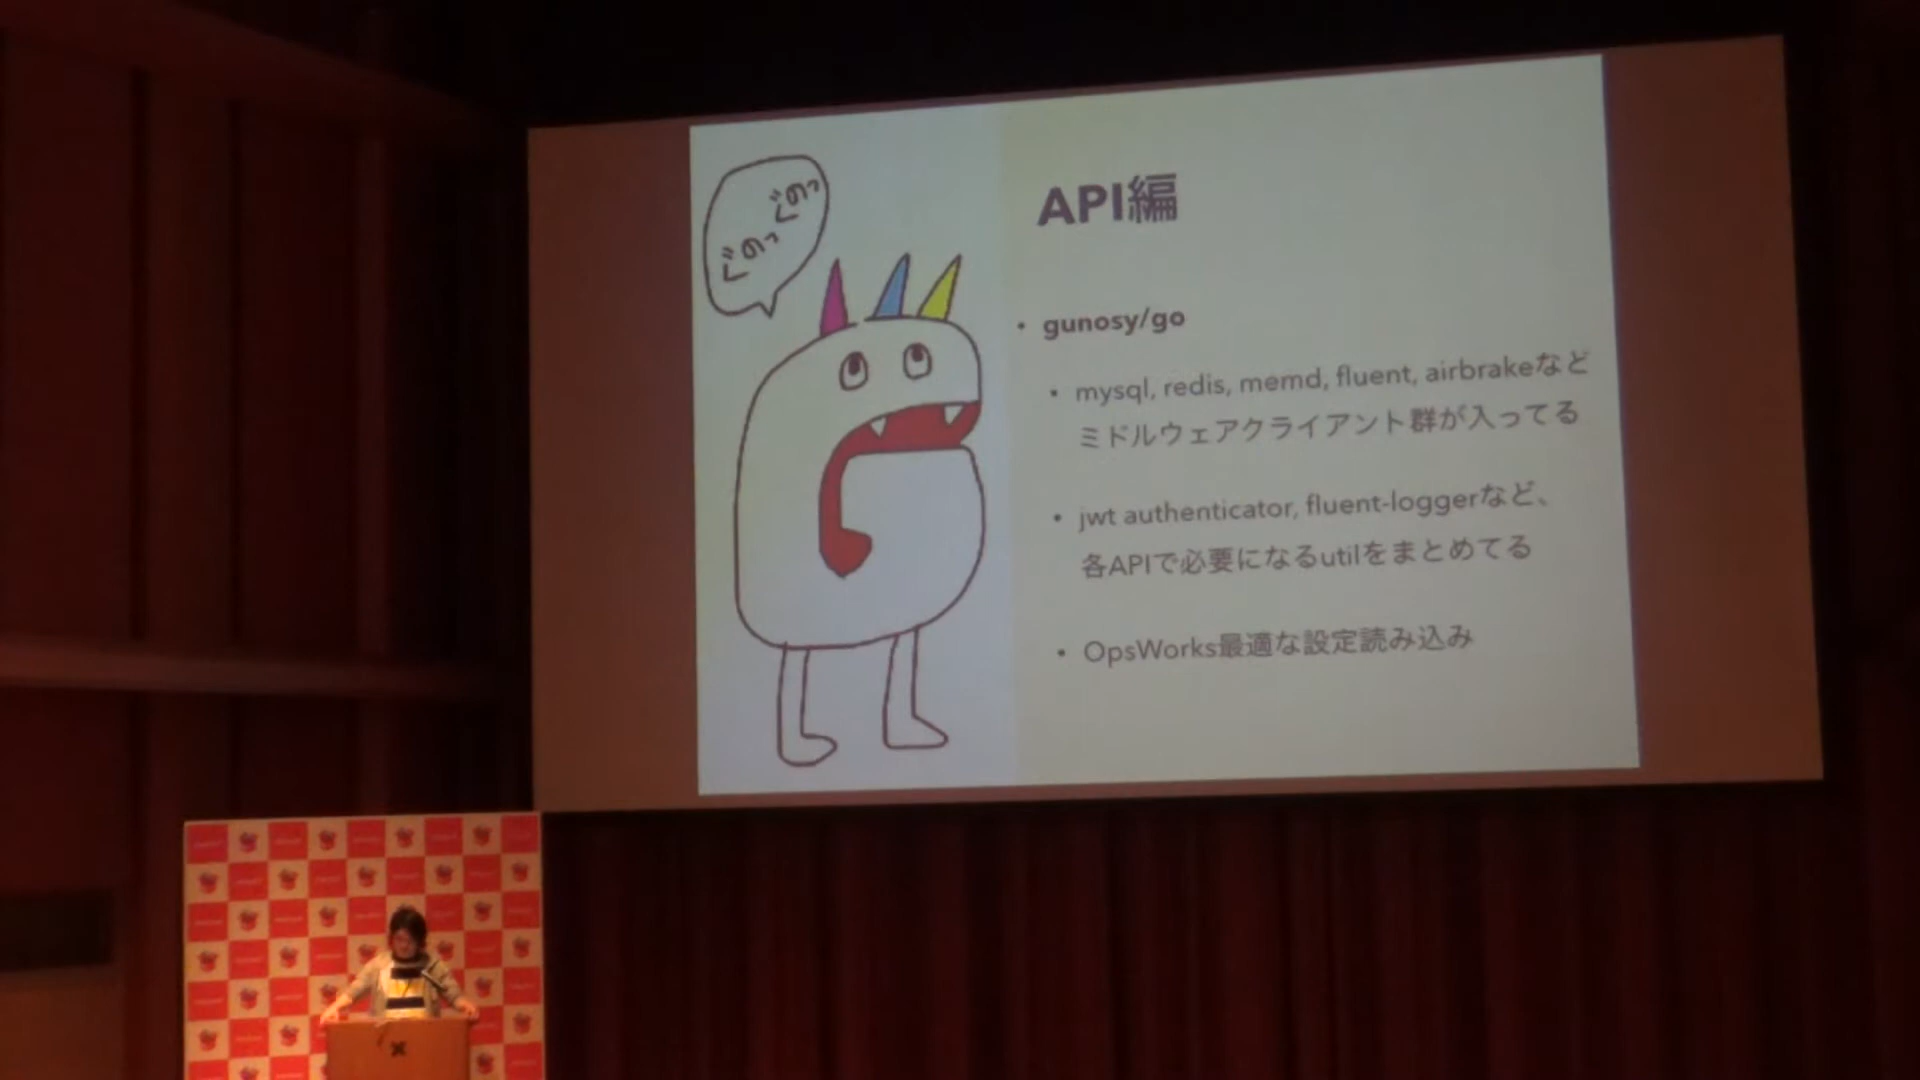 ぐのっ
ぐのっ
API編
• gunosy/go
• mysql, redis, memd, fluent, airbrakeなど
ミドルウェアクライアント群が入ってる
• jwt authenticator, fluent-loggerなど、
各APIで必要になるutilをまとめてる
• OpsWorks最適な設定読み込み